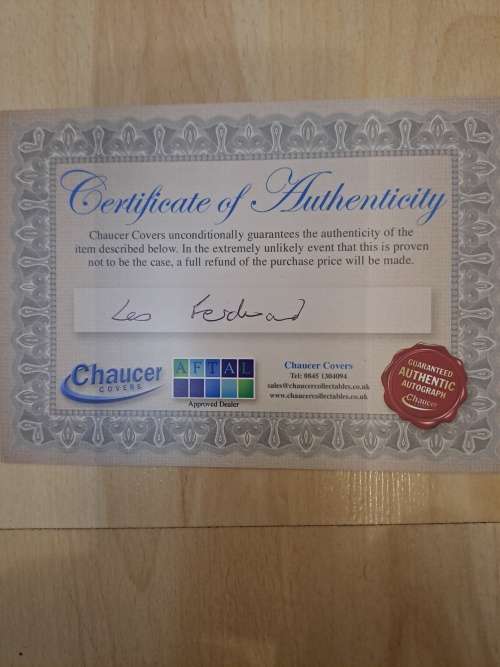 Certificate of Authenticity
Chaucer Covers unconditionally guarantees the authenticity of the
item described below. In the extremely unlikely event that this is proven
not to be the case, a full refund of the purchase price will be made.
Les Ferdinand
Chaucer
COVERS
AFTAL
Approved Dealer
Chaucer Covers
Tel: 0845 1304094
sales@chaucercollectables.co.uk
www.chaucercollectables.co.uk
GUARANTEED
AUTHENTIC
AUTOGRAPH
Chaucer